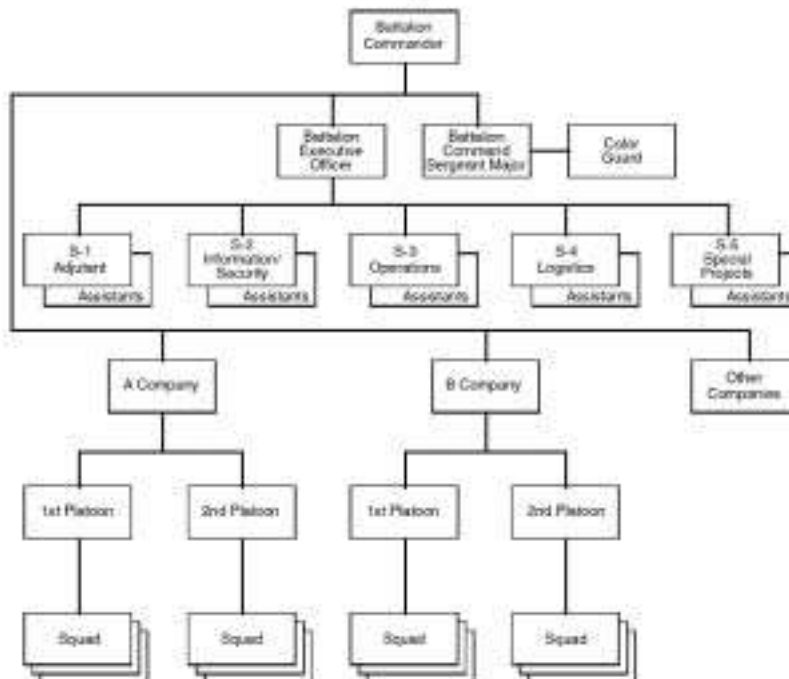 Battalion
Commander
Battalion
Executive
Officer
Battalion
Command
Sergeant Major
Color
Guard
S-1
Adjutant
Assistants
S-2
Information/
Security
Assistants
S-3
Operations
Assistants
S-4
Logistics
Assistants
S-5
Special
Projects
Assistants
A Company
B Company
Other
Companies
1st Platoon
2nd Platoon
1st Platoon
2nd Platoon
Squad
Squad
Squad
Squad